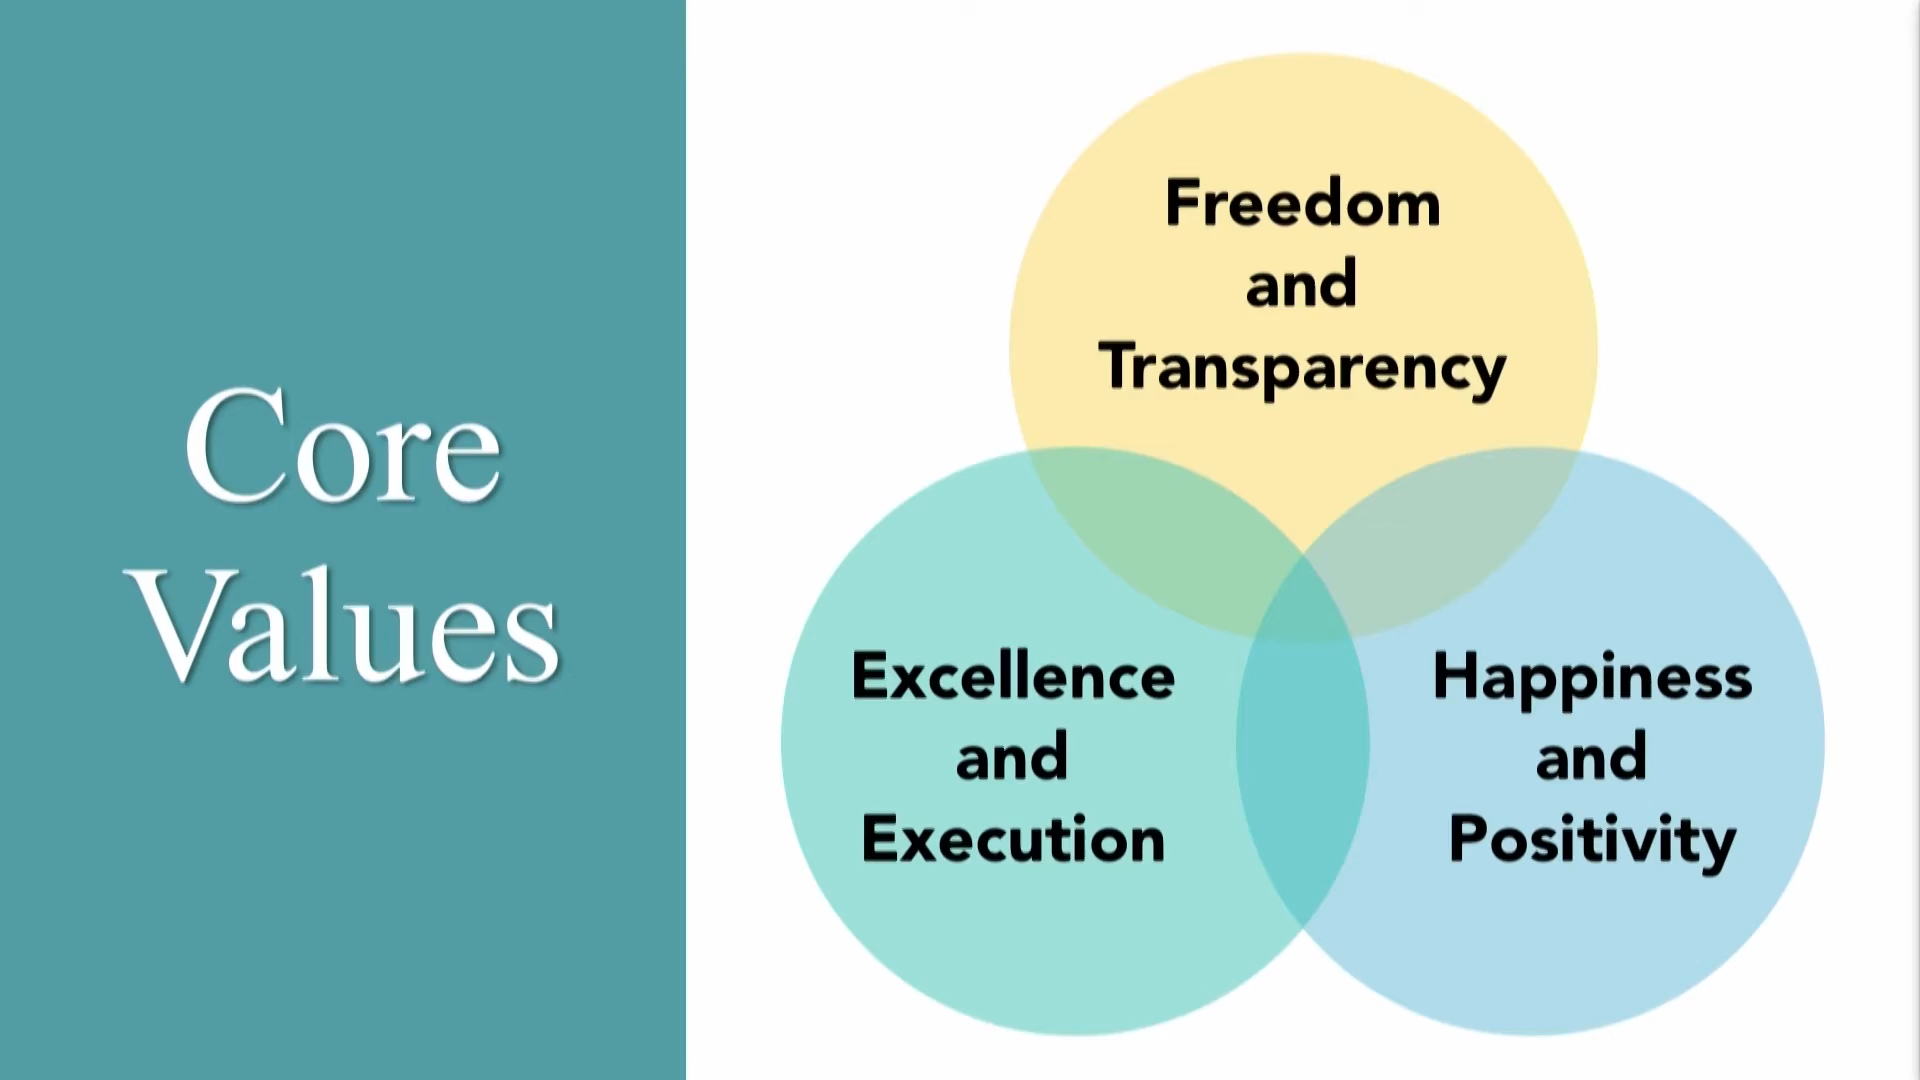 Core
Values
Freedom
and
Transparency
Excellence
and
Execution
Happiness
and
Positivity